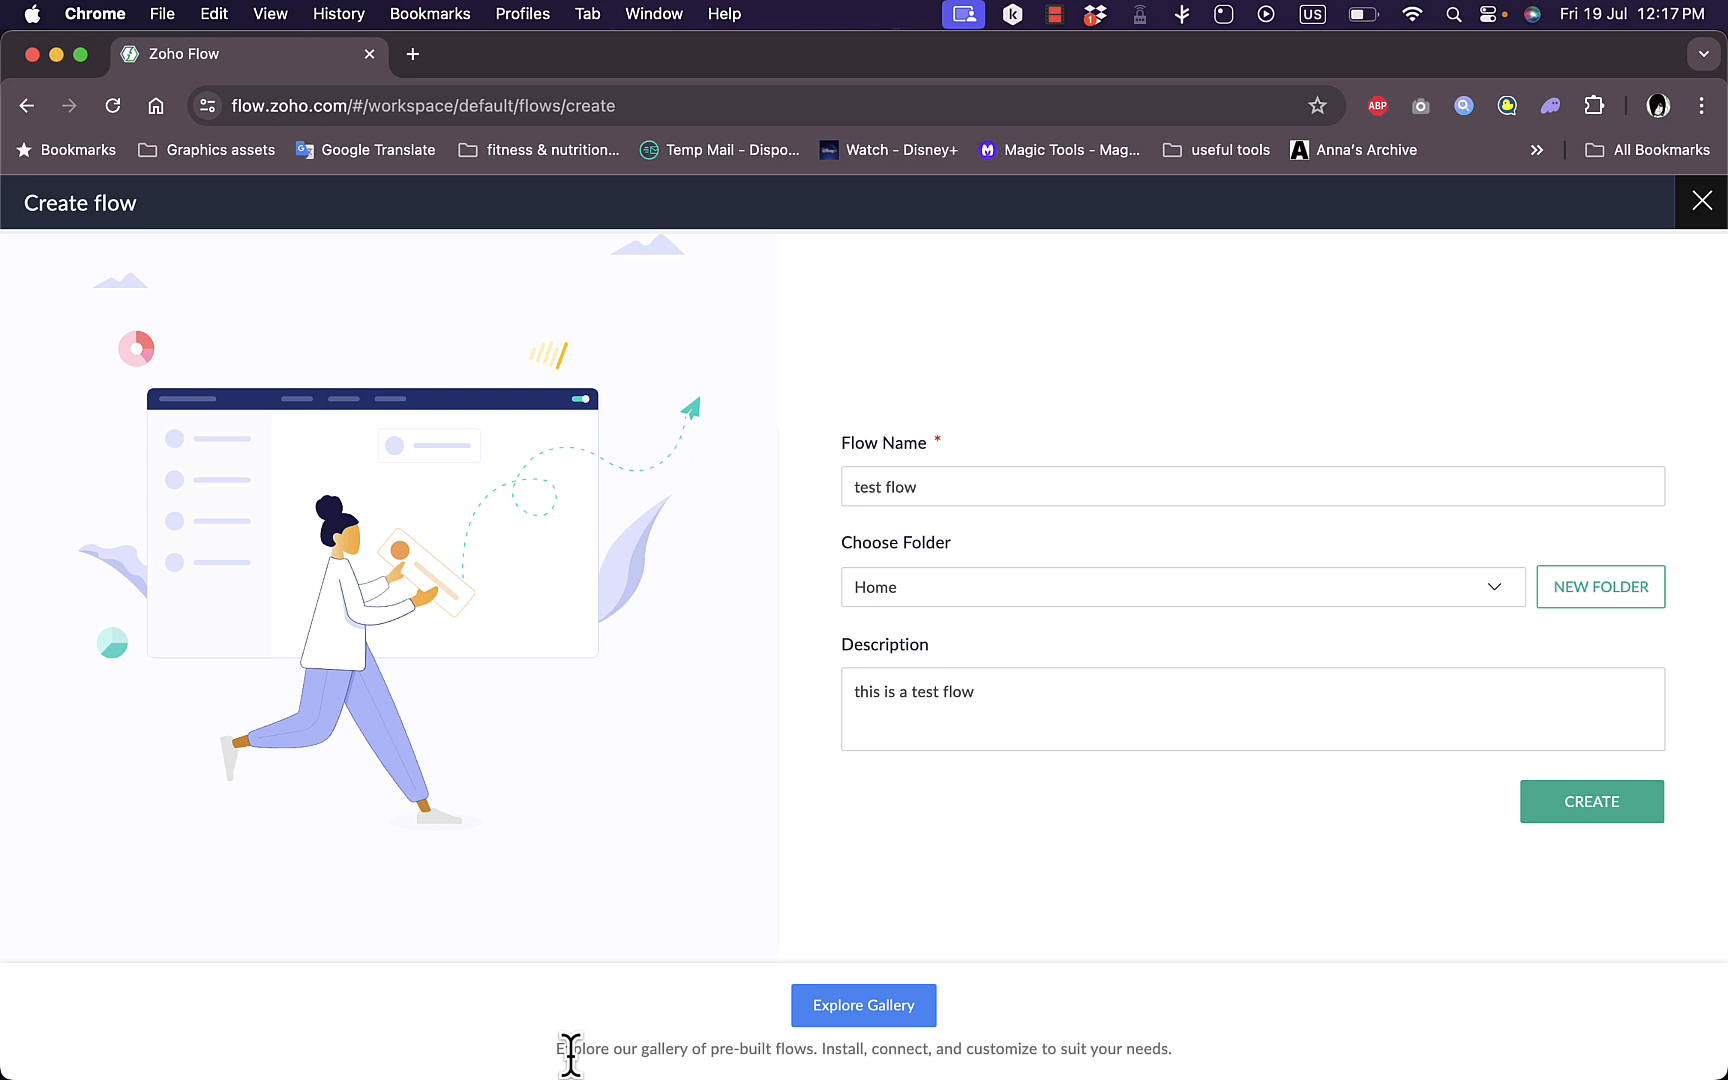 Chrome File Edit View History Bookmarks Profiles Tab Window Help 1 US Fri 19 Jul 12:17 PM
Zoho Flow
flow.zoho.com/#/workspace/default/flows/create ABP
Bookmarks Graphics assets Google Translate fitness & nutrition... Temp Mail - Dispo... Watch - Disney+ Magic Tools - Mag... useful tools Anna's Archive All Bookmarks
Create flow
Flow Name *
test flow
Choose Folder
Home NEW FOLDER
Description
this is a test flow
CREATE
Explore Gallery
Explore our gallery of pre-built flows. Install, connect, and customize to suit your needs.